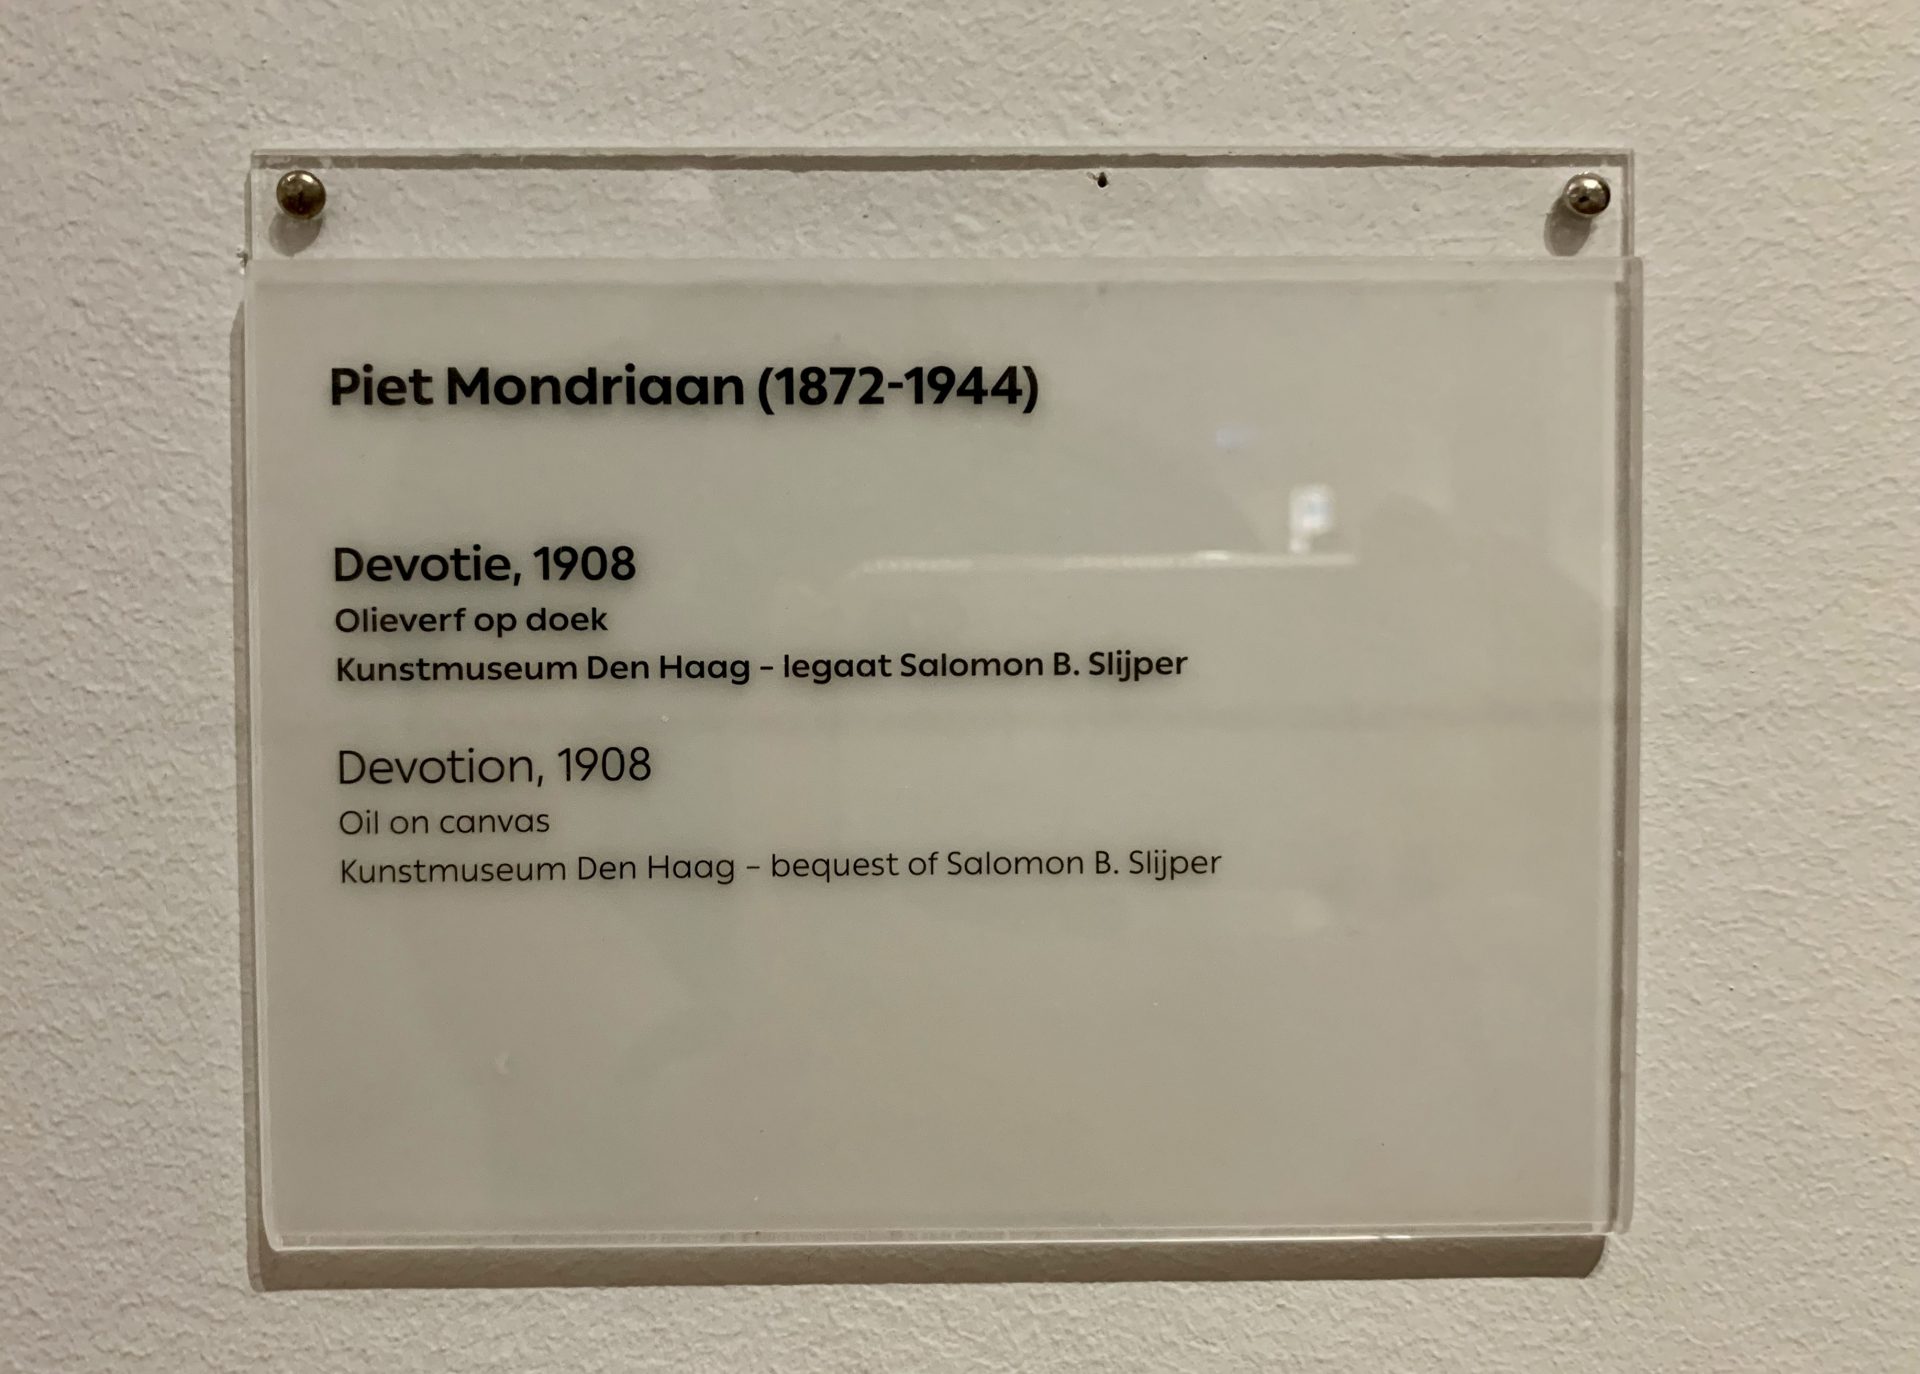 Piet Mondriaan (1872-1944)
Devotie, 1908
Olieverf op doek
Kunstmuseum Den Haag – legaat Salomon B. Slijper
Devotion, 1908
Oil on canvas
Kunstmuseum Den Haag – bequest of Salomon B. Slijper